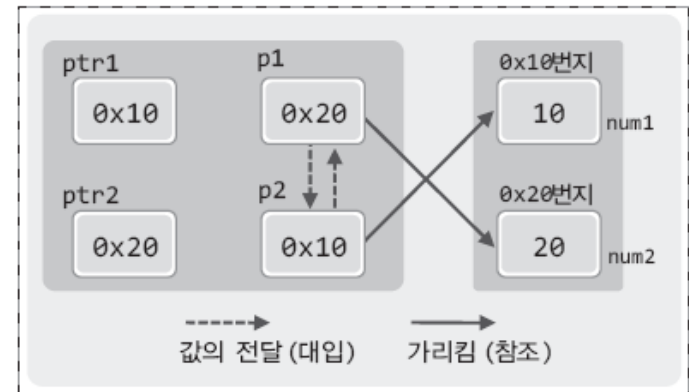 ptr1
p1
0x10번지
0x10
0x20
10
num1
ptr2
p2
0x20번지
0x20
0x10
20
num2
값의 전달(대입)
가리킴(참조)